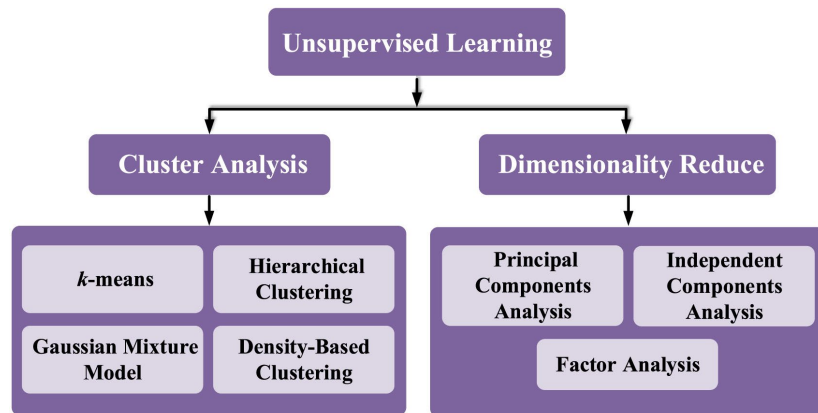 Unsupervised Learning
Cluster Analysis
Dimensionality Reduce
k-means
Hierarchical
Clustering
Gaussian Mixture
Model
Density-Based
Clustering
Principal
Components
Analysis
Independent
Components
Analysis
Factor Analysis